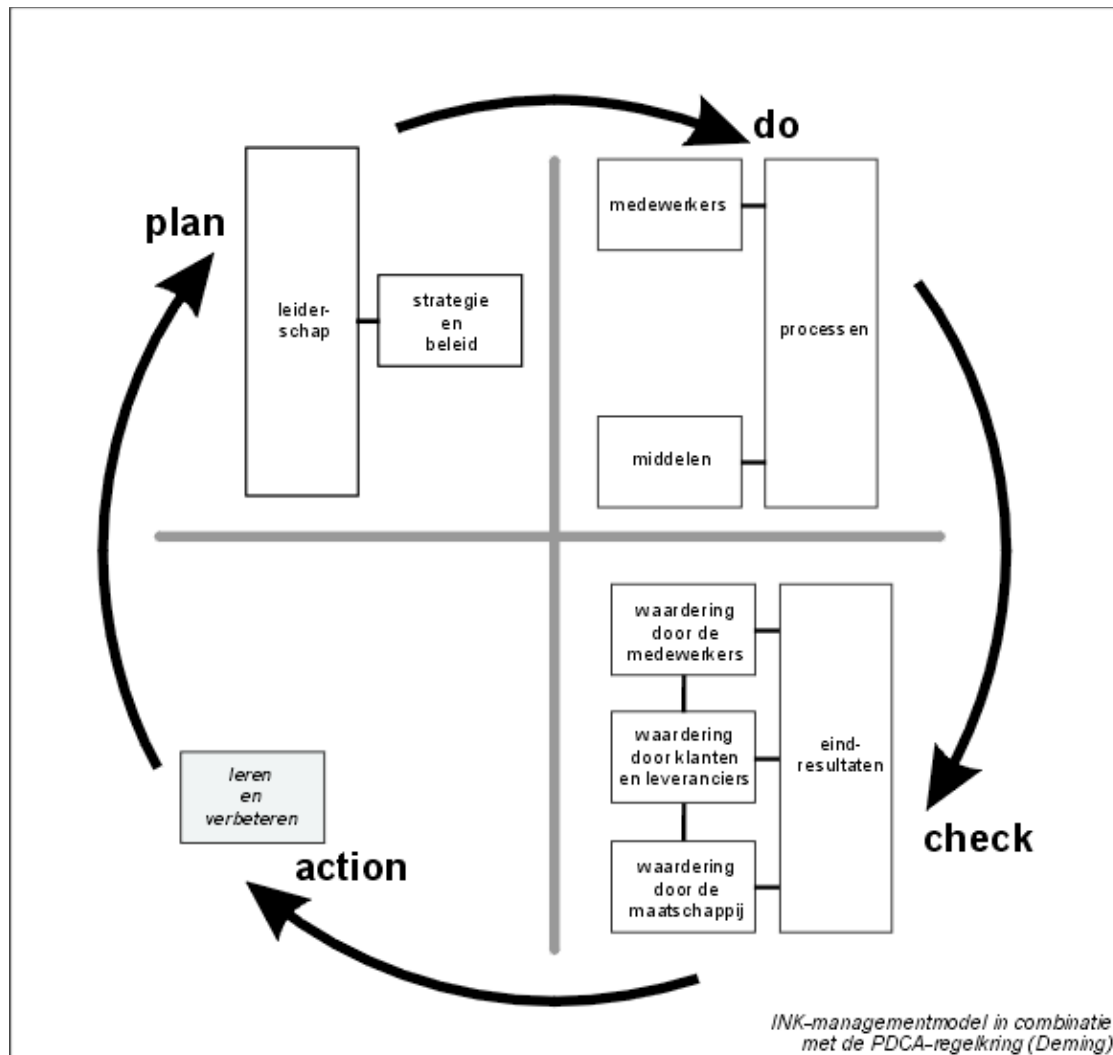 plan
leider-
schap
strategie
en
beleid
do
medewerkers
middelen
processen
waardering
door de
medewerkers
waardering
door klanten
en leveranciers
waardering
door de
maatschappij
eind-
resultaten
check
leren
en
verbeteren
action
INK-managementmodel in combinatie
met de PDCA-regelkring (Deming)